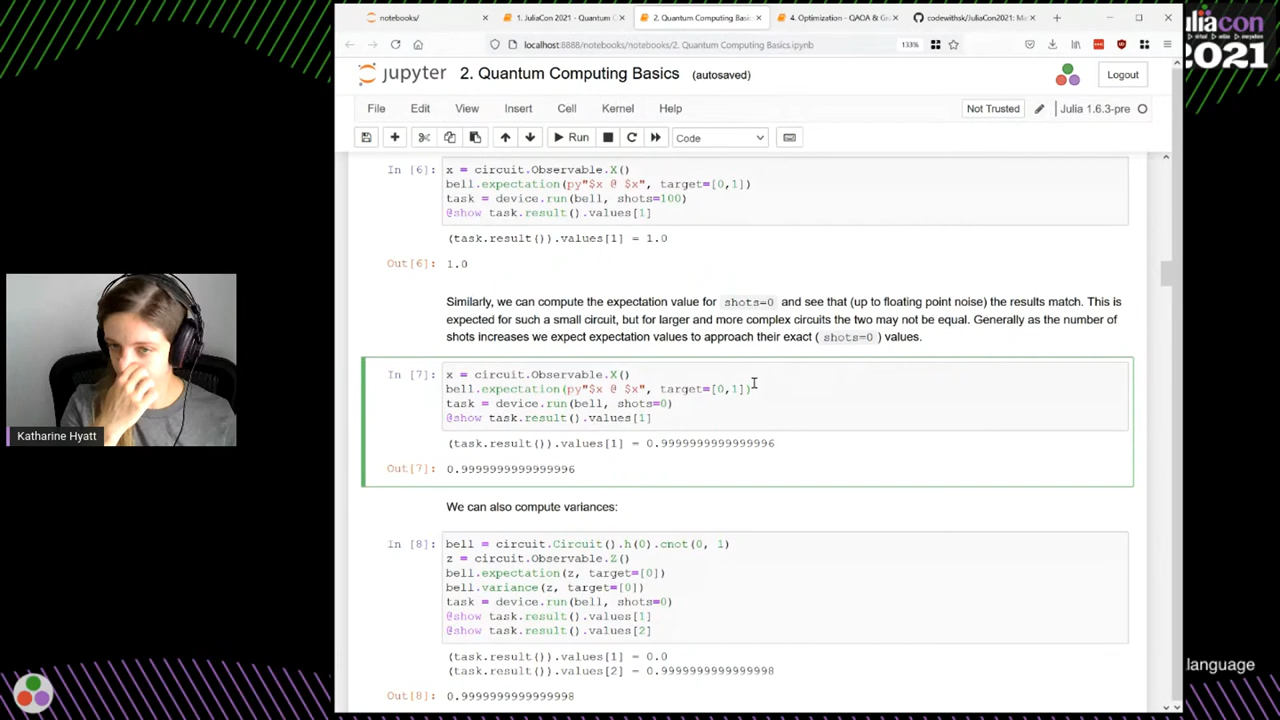 notebooks/
1. JuliaCon 2021 - Quantum C
2. Quantum Computing Basic
4. Optimization - QAOA & Gr
codewithsk/JuliaCon2021: Ma
localhost:8888/notebooks/notebooks/2. Quantum Computing Basics.ipynb
133%
juliacon
2021
jupyter
2. Quantum Computing Basics (autosaved)
Logout
File Edit View Insert Cell Kernel Help
Not Trusted
Julia 1.6.3-pre
Run
Code
In [6]:
x = circuit.Observable.X()
bell.expectation(py"$x @ $x", target=[0,1])
task = device.run(bell, shots=100)
@show task.result().values[1]
(task.result()).values[1] = 1.0
Out[6]: 1.0
Similarly, we can compute the expectation value for shots=0 and see that (up to floating point noise) the results match. This is
expected for such a small circuit, but for larger and more complex circuits the two may not be equal. Generally as the number of
shots increases we expect expectation values to approach their exact ( shots=0 ) values.
In [7]:
x = circuit.Observable.X()
bell.expectation(py"$x @ $x", target=[0,1])
task = device.run(bell, shots=0)
@show task.result().values[1]
(task.result()).values[1] = 0.9999999999999996
Out[7]: 0.9999999999999996
We can also compute variances:
In [8]:
bell = circuit.Circuit().h(0).cnot(0, 1)
z = circuit.Observable.Z()
bell.expectation(z, target=[0])
bell.variance(z, target=[0])
task = device.run(bell, shots=0)
@show task.result().values[1]
@show task.result().values[2]
(task.result()).values[1] = 0.0
(task.result()).values[2] = 0.9999999999999998
Out[8]: 0.9999999999999998
Katharine Hyatt
language